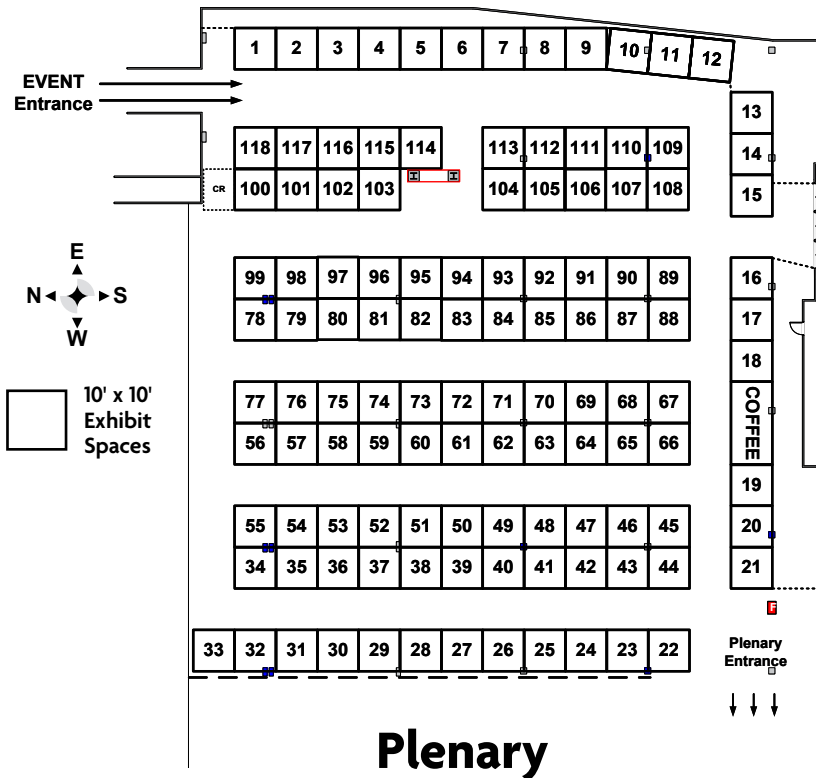 1 2 3 4 5 6 7 8 9 10 11 12
EVENT
Entrance
13
118 117 116 115 114 113 112 111 110 109 14
CR 100 101 102 103 H H 104 105 106 107 108 15
E
N S
W
99 98 97 96 95 94 93 92 91 90 89 16
78 79 80 81 82 83 84 85 86 87 88 17
18
10' x 10'
Exhibit
Spaces
77 76 75 74 73 72 71 70 69 68 67 COFFEE
56 57 58 59 60 61 62 63 64 65 66
19
55 54 53 52 51 50 49 48 47 46 45 20
34 35 36 37 38 39 40 41 42 43 44 21
F
33 32 31 30 29 28 27 26 25 24 23 22
Plenary
Entrance
Plenary